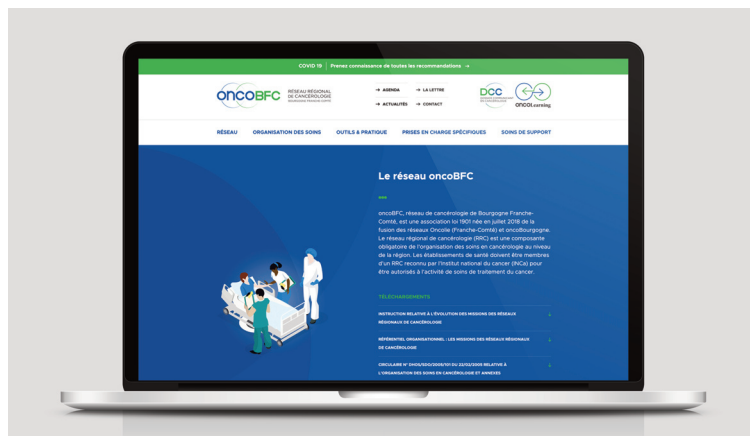 COVID 19 | Prenez connaissance de toutes les recommandations →
oncoBFC
RÉSEAU RÉGIONAL
DE CANCÉROLOGIE
BOURGOGNE FRANCHE-COMTÉ
→ AGENDA → LA LETTRE
→ ACTUALITÉS → CONTACT
DCC
DOSSIER COMMUNICANT
DE CANCÉROLOGIE
ONCOLearning
RÉSEAU ORGANISATION DES SOINS OUTILS & PRATIQUE PRISES EN CHARGE SPÉCIFIQUES SOINS DE SUPPORT
Le réseau oncoBFC
oncoBFC, réseau de cancérologie de Bourgogne Franche-
Comté, est une association loi 1901 née en juillet 2018 de la
fusion des réseaux Oncolie (Franche-Comté) et oncoBourgogne.
Le réseau régional de cancérologie (RRC) est une composante
obligatoire de l'organisation des soins en cancérologie au niveau
de la région. Les établissements de santé doivent être membres
d'un RRC reconnu par l'Institut national du cancer (INCa) pour
être autorisés à l'activité de soins de traitement du cancer.
TÉLÉCHARGEMENTS
INSTRUCTION RELATIVE À L'ÉVOLUTION DES MISSIONS DES RÉSEAUX
RÉGIONAUX DE CANCÉROLOGIE
RÉFÉRENTIEL ORGANISATIONNEL : LES MISSIONS DES RÉSEAUX RÉGIONAUX
DE CANCÉROLOGIE
CIRCULAIRE N° DHOS/SDO/2005/101 DU 22/02/2005 RELATIVE À
L'ORGANISATION DES SOINS EN CANCÉROLOGIE ET ANNEXES